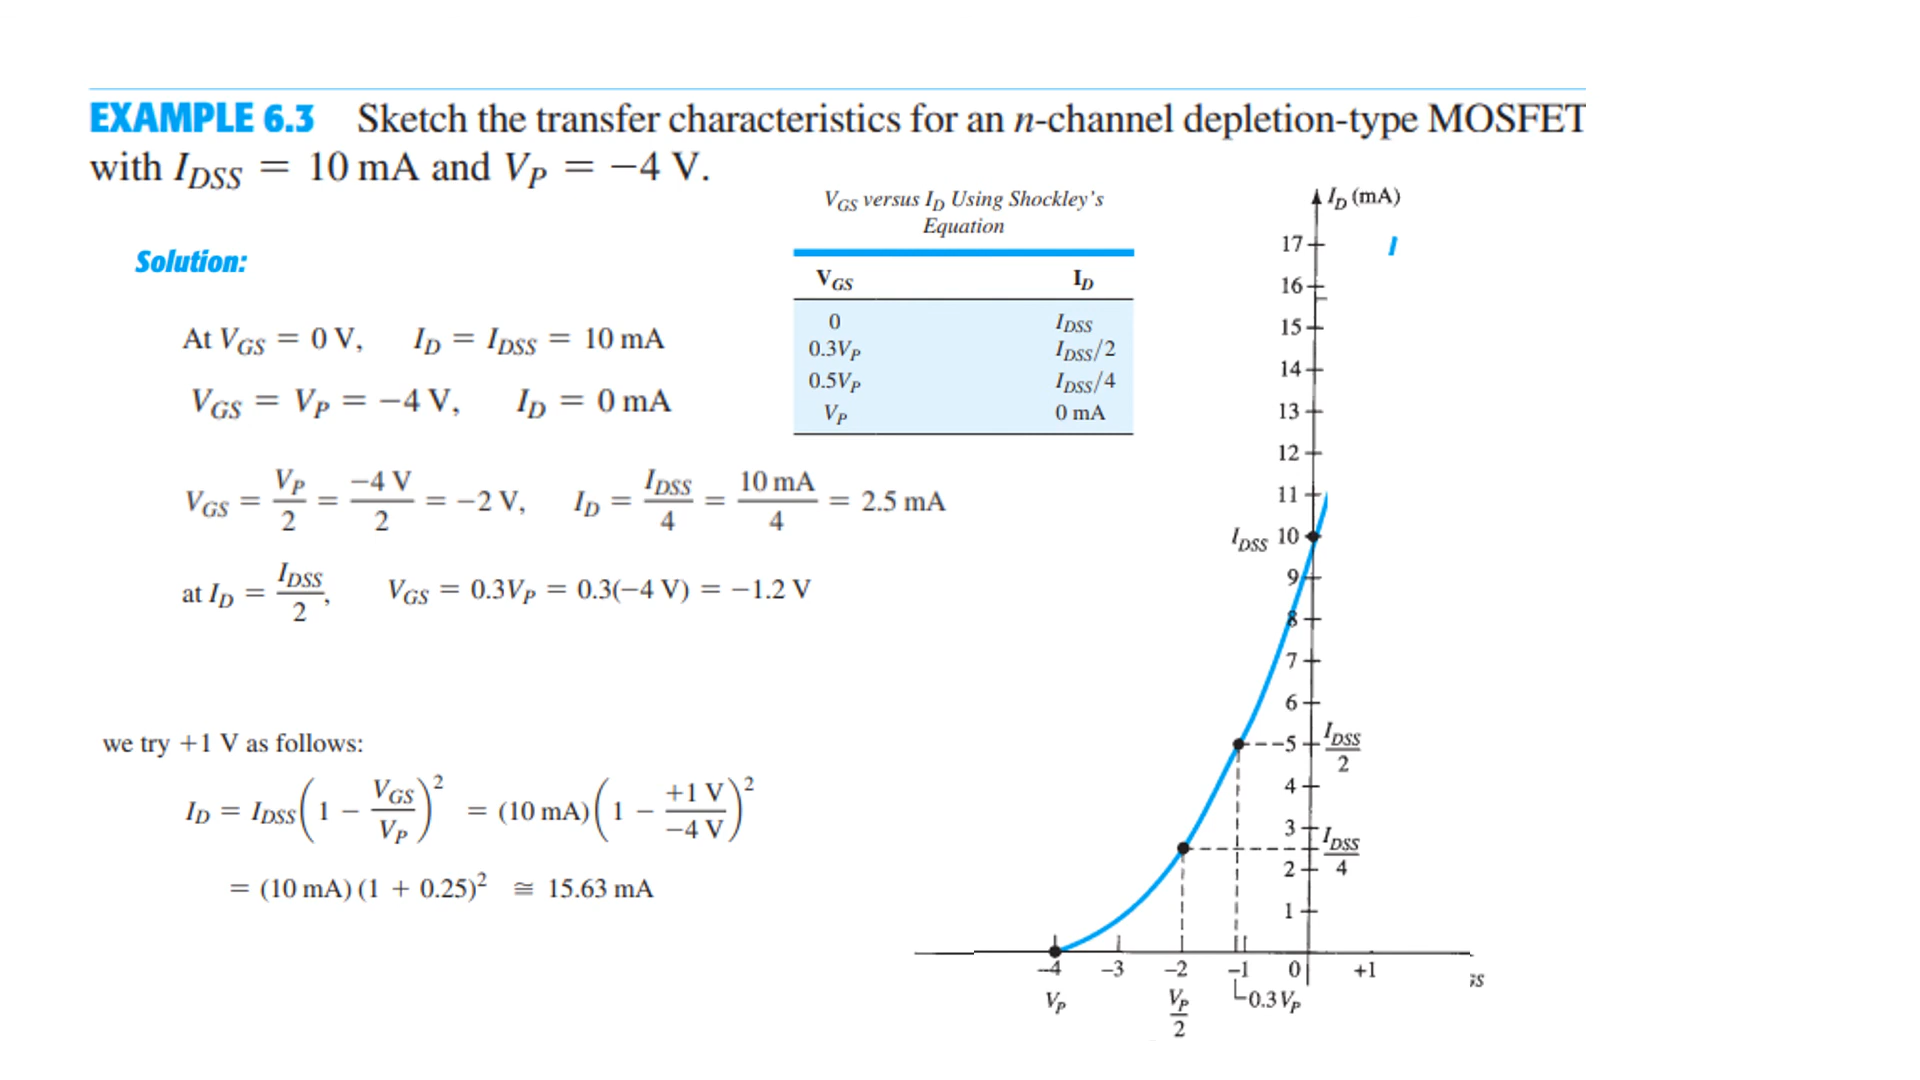 EXAMPLE 6.3 Sketch the transfer characteristics for an n-channel depletion-type MOSFET
with I_DSS = 10 mA and V_P = −4 V.
Solution:
At V_GS = 0 V, I_D = I_DSS = 10 mA
V_GS = V_P = −4 V, I_D = 0 mA
V_GS = V_P/2 = −4 V/2 = −2 V, I_D = I_DSS/4 = 10 mA/4 = 2.5 mA
at I_D = I_DSS/2, V_GS = 0.3V_P = 0.3(−4 V) = −1.2 V
we try +1 V as follows:
I_D = I_DSS(1 − V_GS/V_P)² = (10 mA)(1 − +1 V/−4 V)²
= (10 mA)(1 + 0.25)² ≅ 15.63 mA
V_GS versus I_D Using Shockley's
Equation
V_GS I_D
0 I_DSS
0.3V_P I_DSS/2
0.5V_P I_DSS/4
V_P 0 mA
I_D (mA)
17
16
15
14
13
12
11
I_DSS 10
9
8
7
6
5 I_DSS/2
4
3
I_DSS/4
2
1
−4 −3 −2 −1 0 +1
V_P V_P/2 0.3 V_P